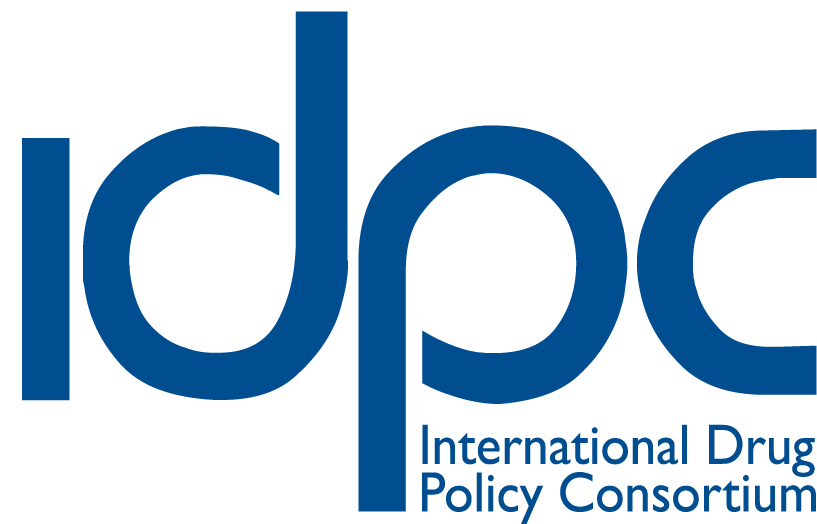 idpc
International Drug
Policy Consortium